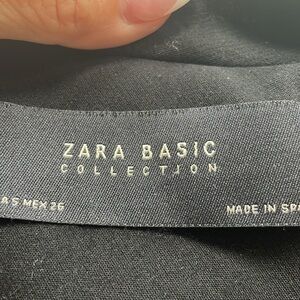 ZARA BASIC
COLLECTION
MEX 26
MADE IN